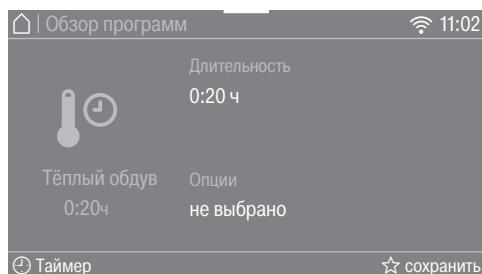 Обзор программ 11:02
Длительность
0:20 ч
Тёплый обдув
0:20ч
Опции
не выбрано
Таймер сохранить